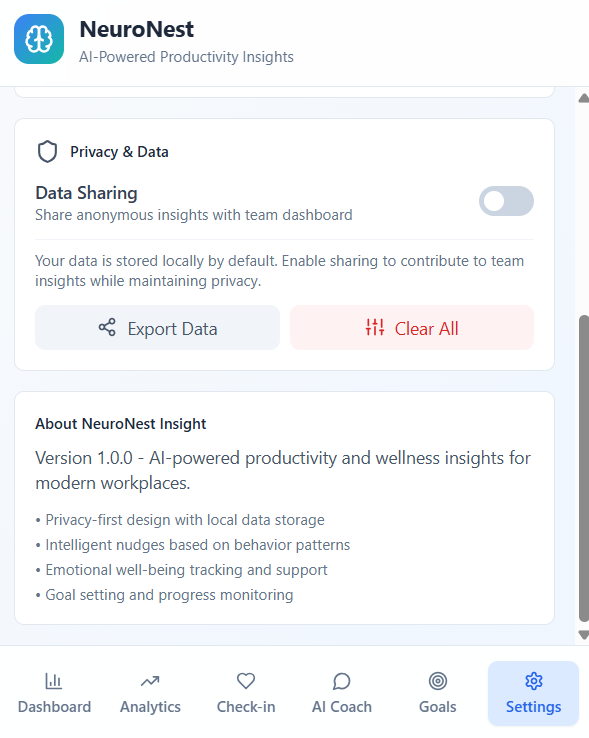 NeuroNest
AI-Powered Productivity Insights
Privacy & Data
Data Sharing
Share anonymous insights with team dashboard
Your data is stored locally by default. Enable sharing to contribute to team
insights while maintaining privacy.
Export Data
Clear All
About NeuroNest Insight
Version 1.0.0 - AI-powered productivity and wellness insights for
modern workplaces.
• Privacy-first design with local data storage
• Intelligent nudges based on behavior patterns
• Emotional well-being tracking and support
• Goal setting and progress monitoring
Dashboard
Analytics
Check-in
AI Coach
Goals
Settings